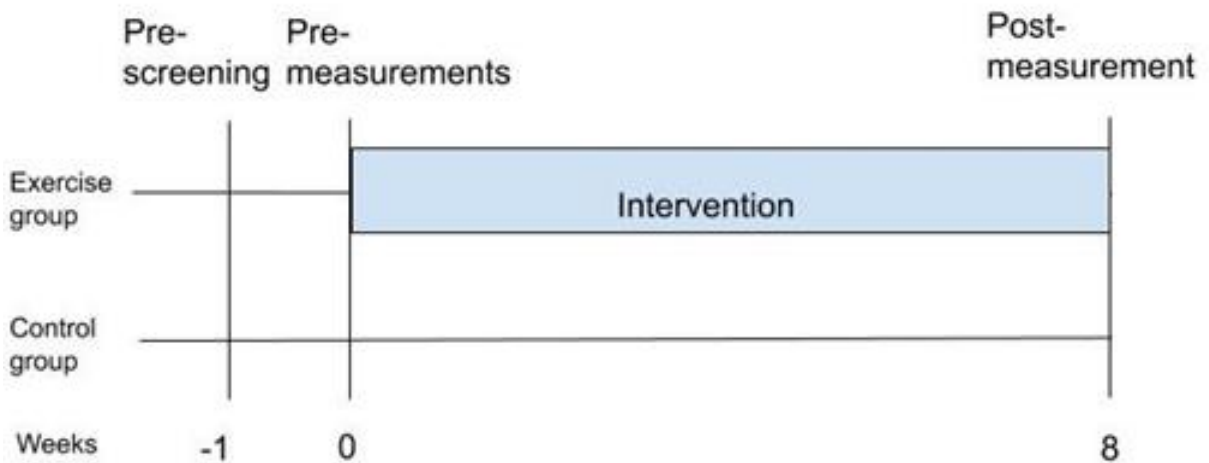 Pre-
screening
Pre-
measurements
Post-
measurement
Exercise
group
Intervention
Control
group
Weeks
-1
0
8